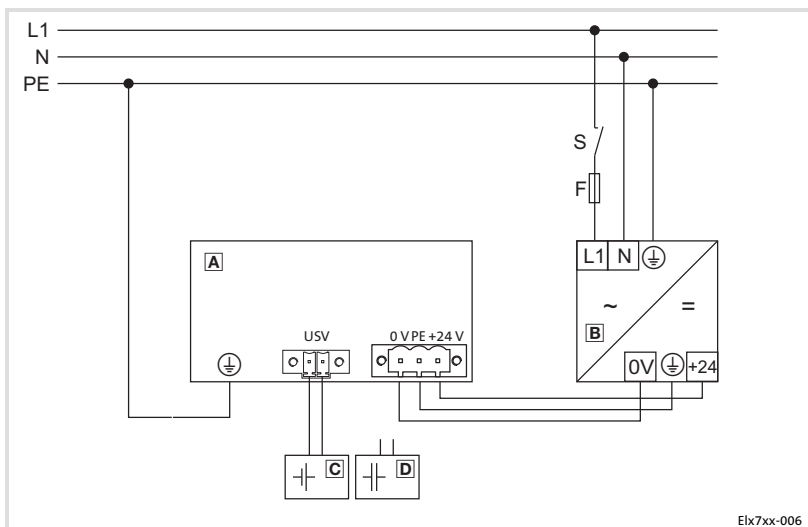 L1
N
PE
S
F
A
L1 N
USV
0 V PE +24 V
~ =
B
0V +24
C D
Elx7xx-006